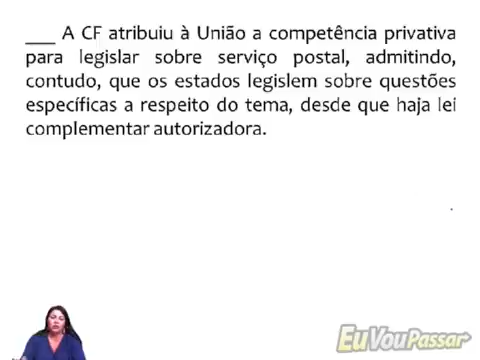 ___ A CF atribuiu à União a competência privativa
para legislar sobre serviço postal, admitindo,
contudo, que os estados legislem sobre questões
específicas a respeito do tema, desde que haja lei
complementar autorizadora.
EuVouPassar